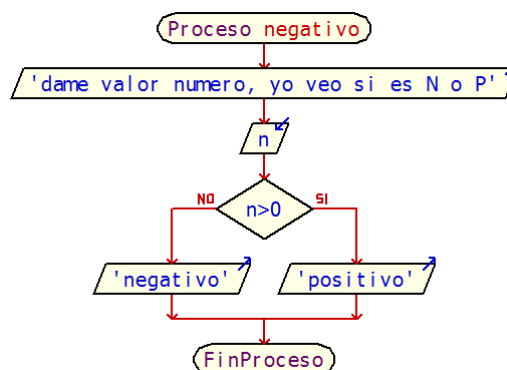 Proceso negativo
'dame valor numero, yo veo si es N o P'
n
NO
n>0
SI
'negativo'
'positivo'
FinProceso